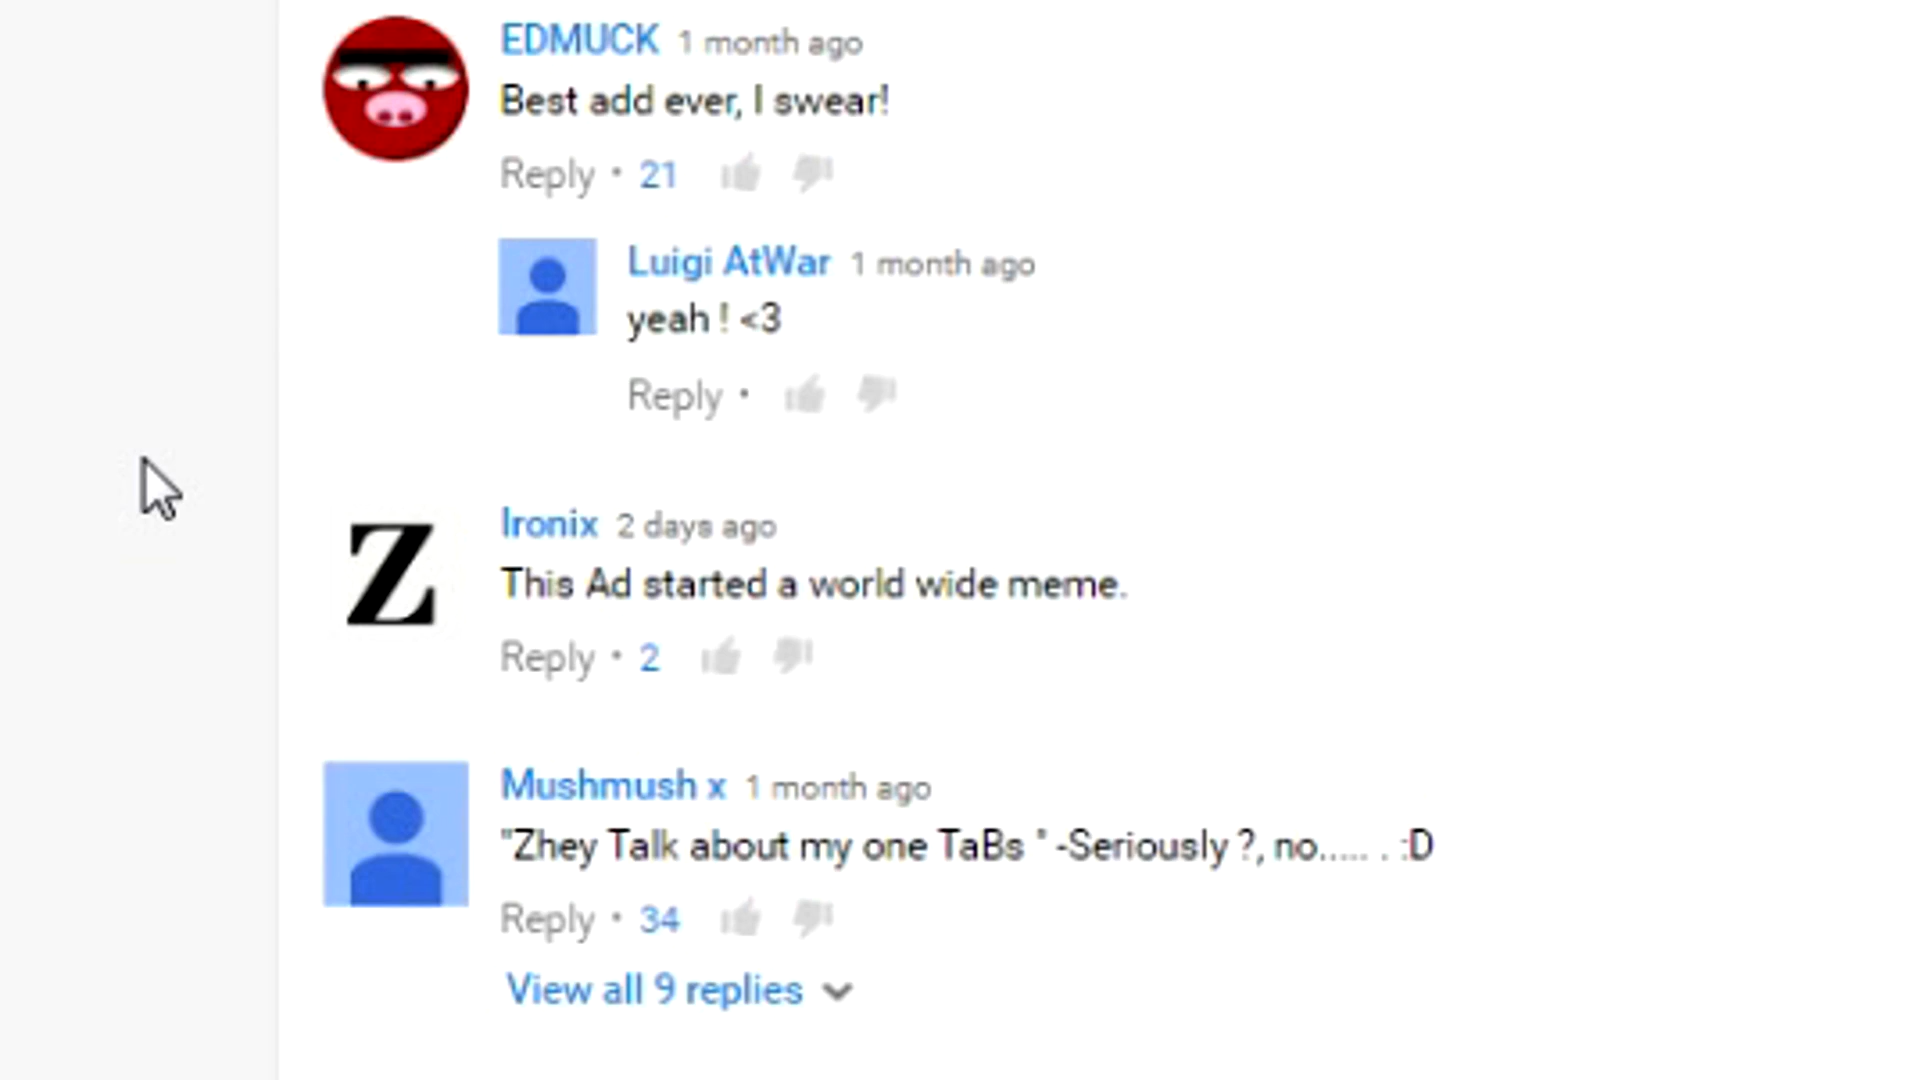 EDMUCK 1 month ago
Best add ever, I swear!
Reply • 21
Luigi AtWar 1 month ago
yeah ! <3
Reply •
Z
Ironix 2 days ago
This Ad started a world wide meme.
Reply • 2
Mushmush x 1 month ago
"Zhey Talk about my one TaBs " -Seriously ?, no..... . :D
Reply • 34
View all 9 replies